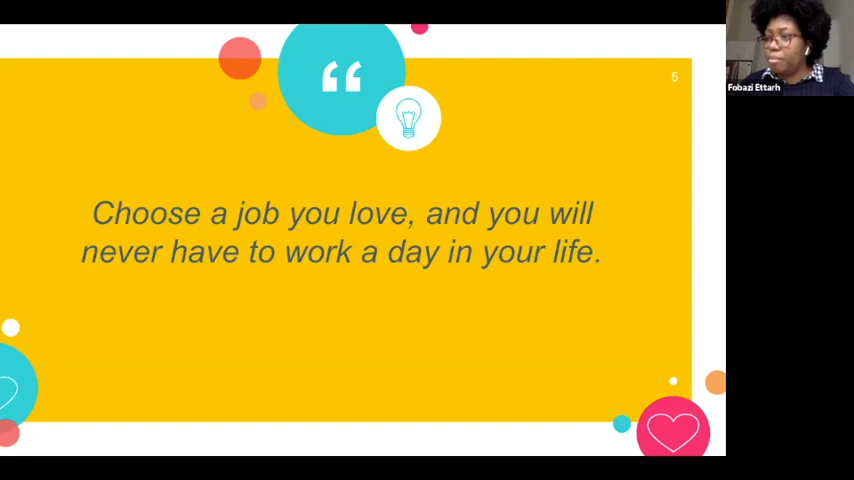 “
5
Fobazi Ettarh
Choose a job you love, and you will
never have to work a day in your life.